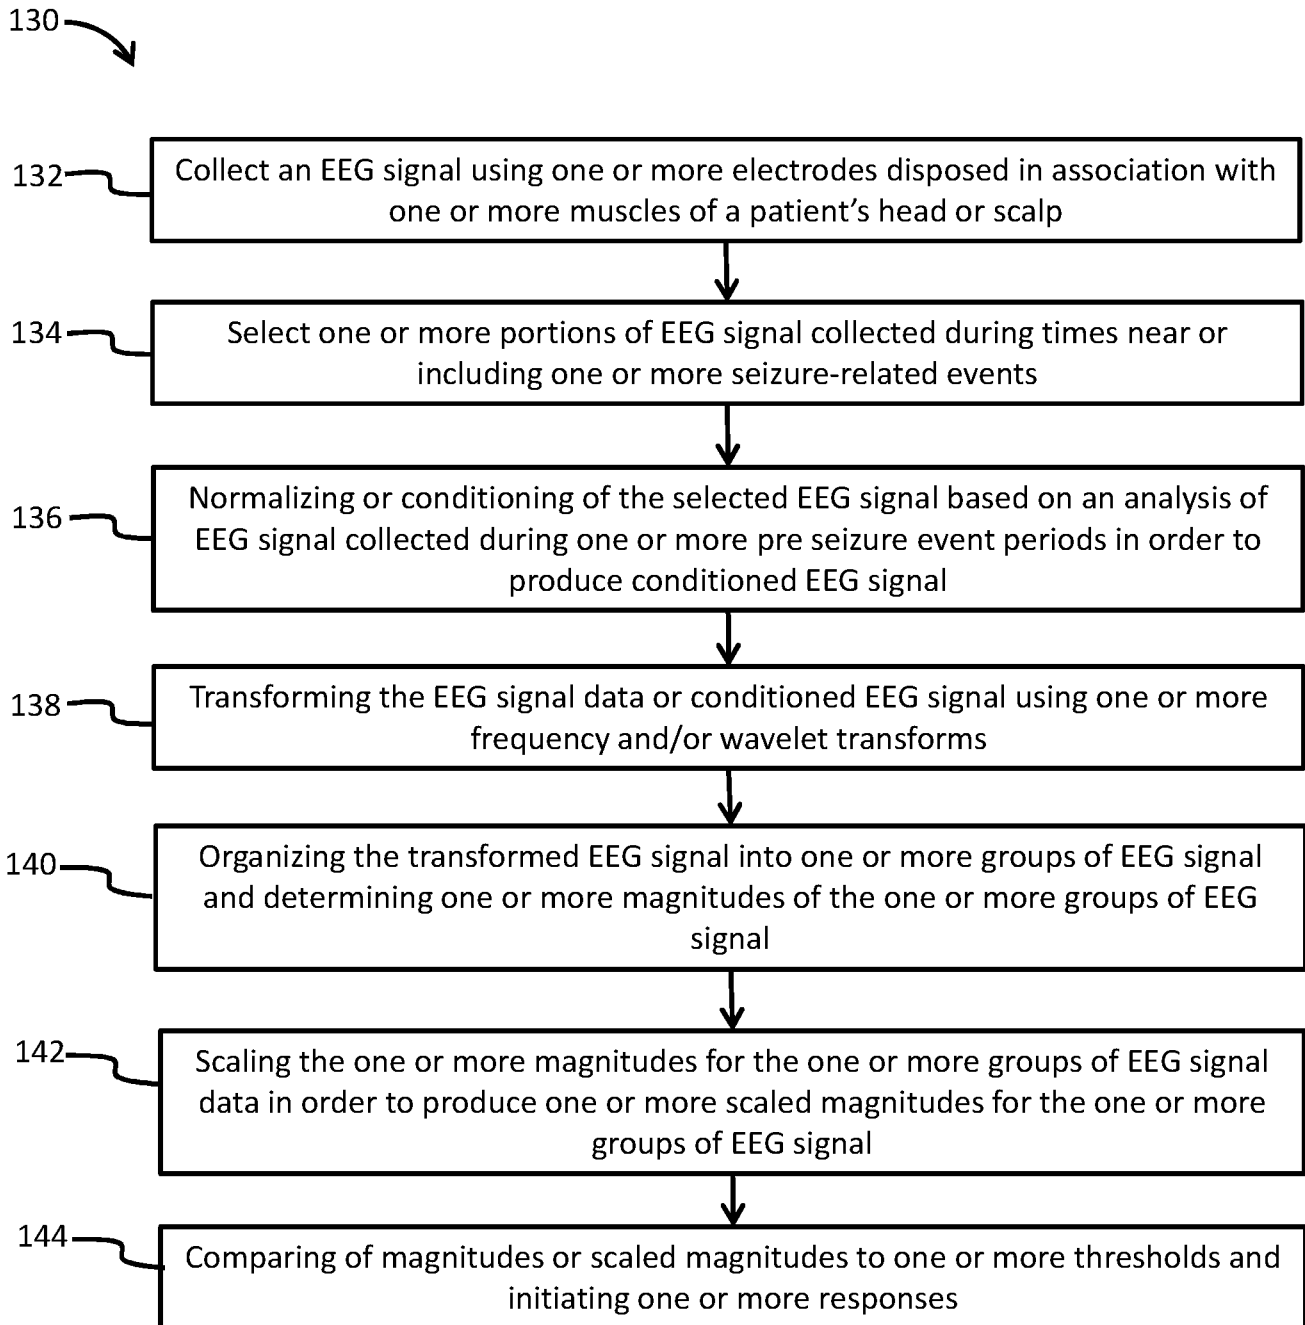 130
132
Collect an EEG signal using one or more electrodes disposed in association with
one or more muscles of a patient’s head or scalp
134
Select one or more portions of EEG signal collected during times near or
including one or more seizure-related events
136
Normalizing or conditioning of the selected EEG signal based on an analysis of
EEG signal collected during one or more pre seizure event periods in order to
produce conditioned EEG signal
138
Transforming the EEG signal data or conditioned EEG signal using one or more
frequency and/or wavelet transforms
140
Organizing the transformed EEG signal into one or more groups of EEG signal
and determining one or more magnitudes of the one or more groups of EEG
signal
142
Scaling the one or more magnitudes for the one or more groups of EEG signal
data in order to produce one or more scaled magnitudes for the one or more
groups of EEG signal
144
Comparing of magnitudes or scaled magnitudes to one or more thresholds and
initiating one or more responses